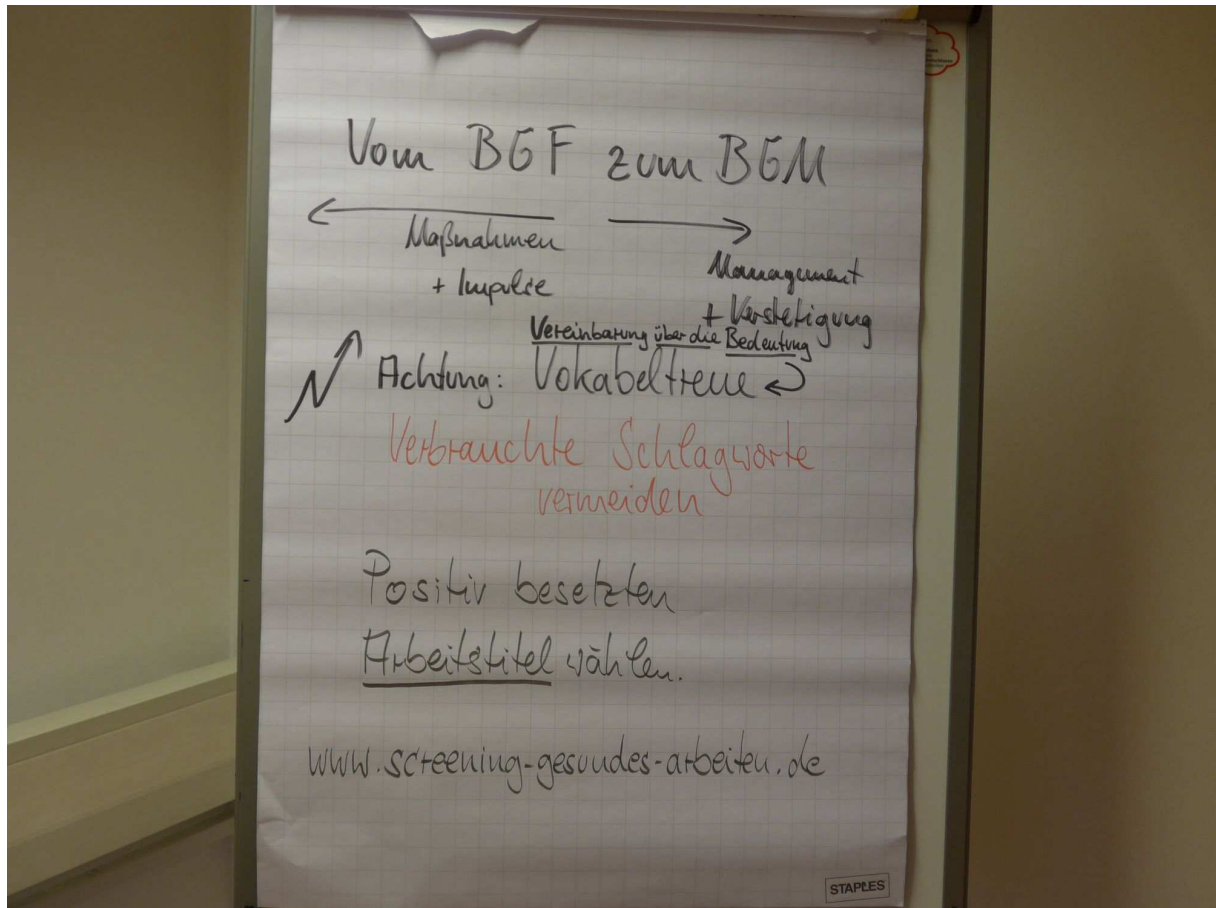 Vom BGF zum BGM
Maßnahmen
+ Impulse
Management
+ Verstetigung
Vereinbarung über die Bedeutung
Achtung: Vokabeltreue
Verbrauchte Schlagworte
vermeiden
Positiv besetzten
Arbeitstitel wählen.
www.screening-gesundes-arbeiten.de
STAPLES